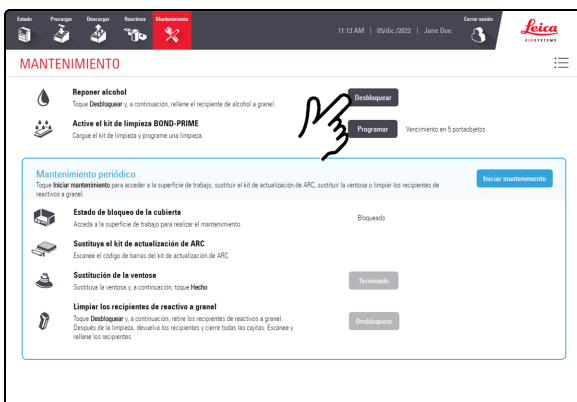 Estado Precargar Descargar Reactivos Mantenimiento 11:13 AM | 05/dic./2022 | Jane Doe Cerrar sesión Leica
BIOSYSTEMS
MANTENIMIENTO
Reponer alcohol
Toque Desbloquear y, a continuación, rellene el recipiente de alcohol a granel.
Desbloquear
Active el kit de limpieza BOND-PRIME
Cargue el kit de limpieza y programe una limpieza.
Programar Vencimiento en 5 portaobjetos
Mantenimiento periódico
Toque Iniciar mantenimiento para acceder a la superficie de trabajo, sustituir el kit de actualización de ARC, sustituir la ventosa o limpiar los recipientes de
reactivos a granel.
Iniciar mantenimiento
Estado de bloqueo de la cubierta
Acceda a la superficie de trabajo para realizar el mantenimiento.
Bloqueado
Sustituya el kit de actualización de ARC
Escanee el código de barras del kit de actualización de ARC.
Sustitución de la ventosa
Sustituya la ventosa y, a continuación, toque Hecho
Terminado
Limpiar los recipientes de reactivo a granel
Toque Desbloquear y, a continuación, retire los recipientes de reactivos a granel.
Después de la limpieza, devuelva los recipientes y cierre todas las cajitas. Escanee y
rellene los recipientes.
Desbloquear